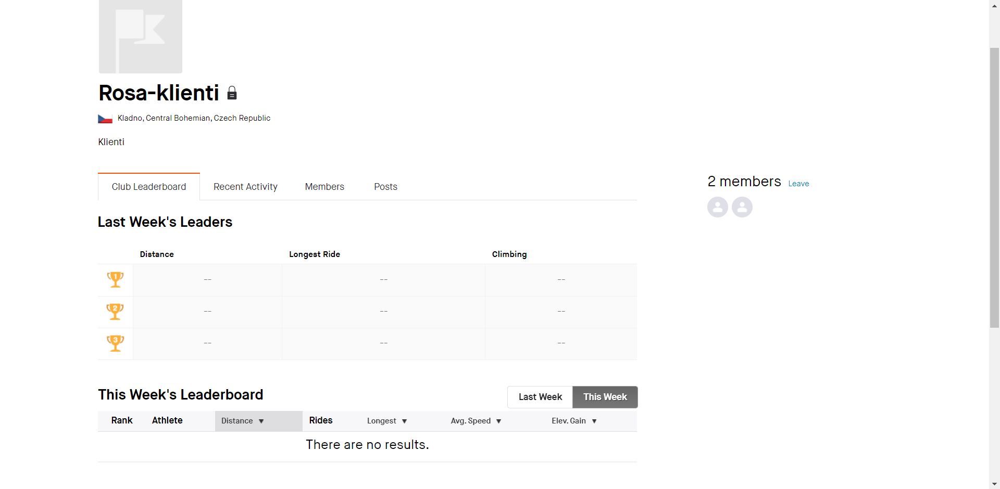 Rosa-klienti
Kladno, Central Bohemian, Czech Republic
Klienti
Club Leaderboard Recent Activity Members Posts
2 members Leave
Last Week's Leaders
Distance Longest Ride Climbing
1 -- -- --
2 -- -- --
3 -- -- --
This Week's Leaderboard Last Week This Week
Rank Athlete Distance ▼ Rides Longest ▼ Avg. Speed ▼ Elev. Gain ▼
There are no results.